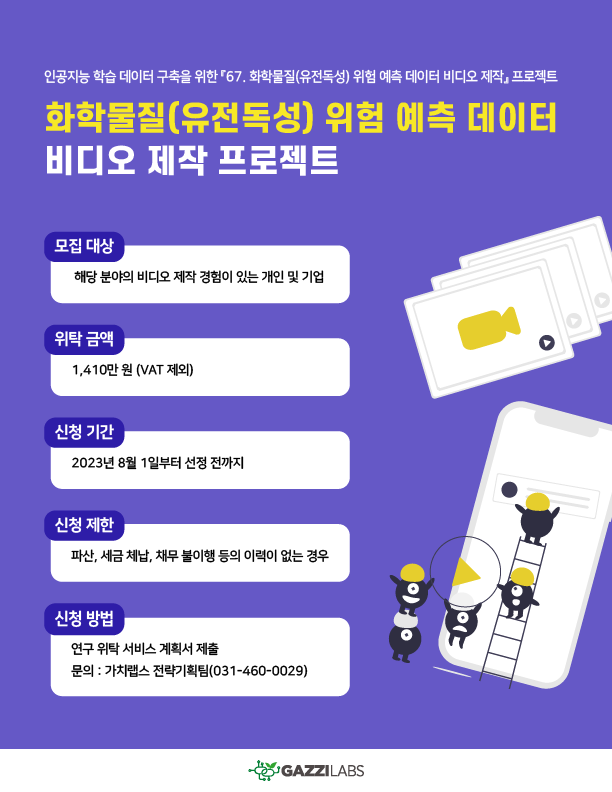 인공지능 학습 데이터 구축을 위한 『67. 화학물질(유전독성) 위험 예측 데이터 비디오 제작』 프로젝트
화학물질(유전독성) 위험 예측 데이터
비디오 제작 프로젝트
모집 대상
해당 분야의 비디오 제작 경험이 있는 개인 및 기업
위탁 금액
1,410만 원 (VAT 제외)
신청 기간
2023년 8월 1일부터 선정 전까지
신청 제한
파산, 세금 체납, 채무 불이행 등의 이력이 없는 경우
신청 방법
연구 위탁 서비스 계획서 제출
문의 : 가치랩스 전략기획팀(031-460-0029)
GAZZILABS